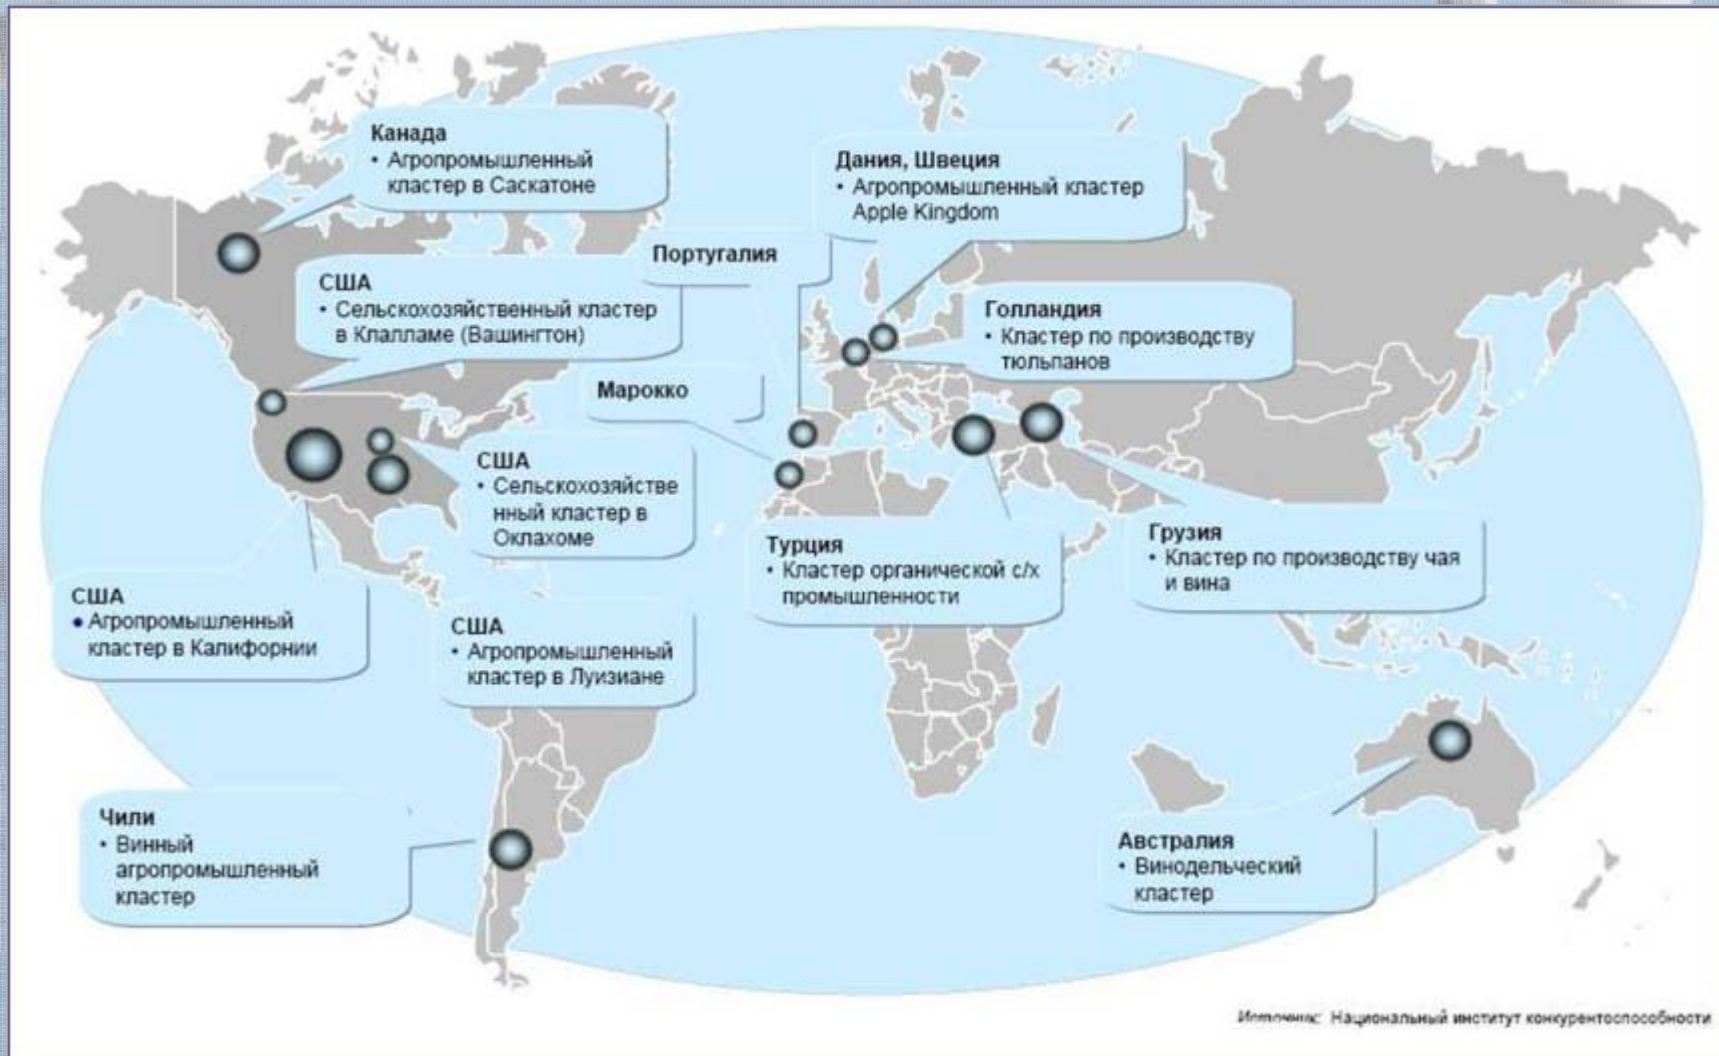 Канада
• Агропромышленный
кластер в Саскатоне
Дания, Швеция
• Агропромышленный кластер
Apple Kingdom
Португалия
США
• Сельскохозяйственный кластер
в Клалламе (Вашингтон)
Голландия
• Кластер по производству
тюльпанов
Марокко
США
• Сельскохозяйстве
нный кластер в
Оклахоме
Турция
• Кластер органической с/х
промышленности
Грузия
• Кластер по производству чая
и вина
США
• Агропромышленный
кластер в Калифорнии
США
• Агропромышленный
кластер в Луизиане
Чили
• Винный
агропромышленный
кластер
Австралия
• Винодельческий
кластер
Источник: Национальный институт конкурентоспособности